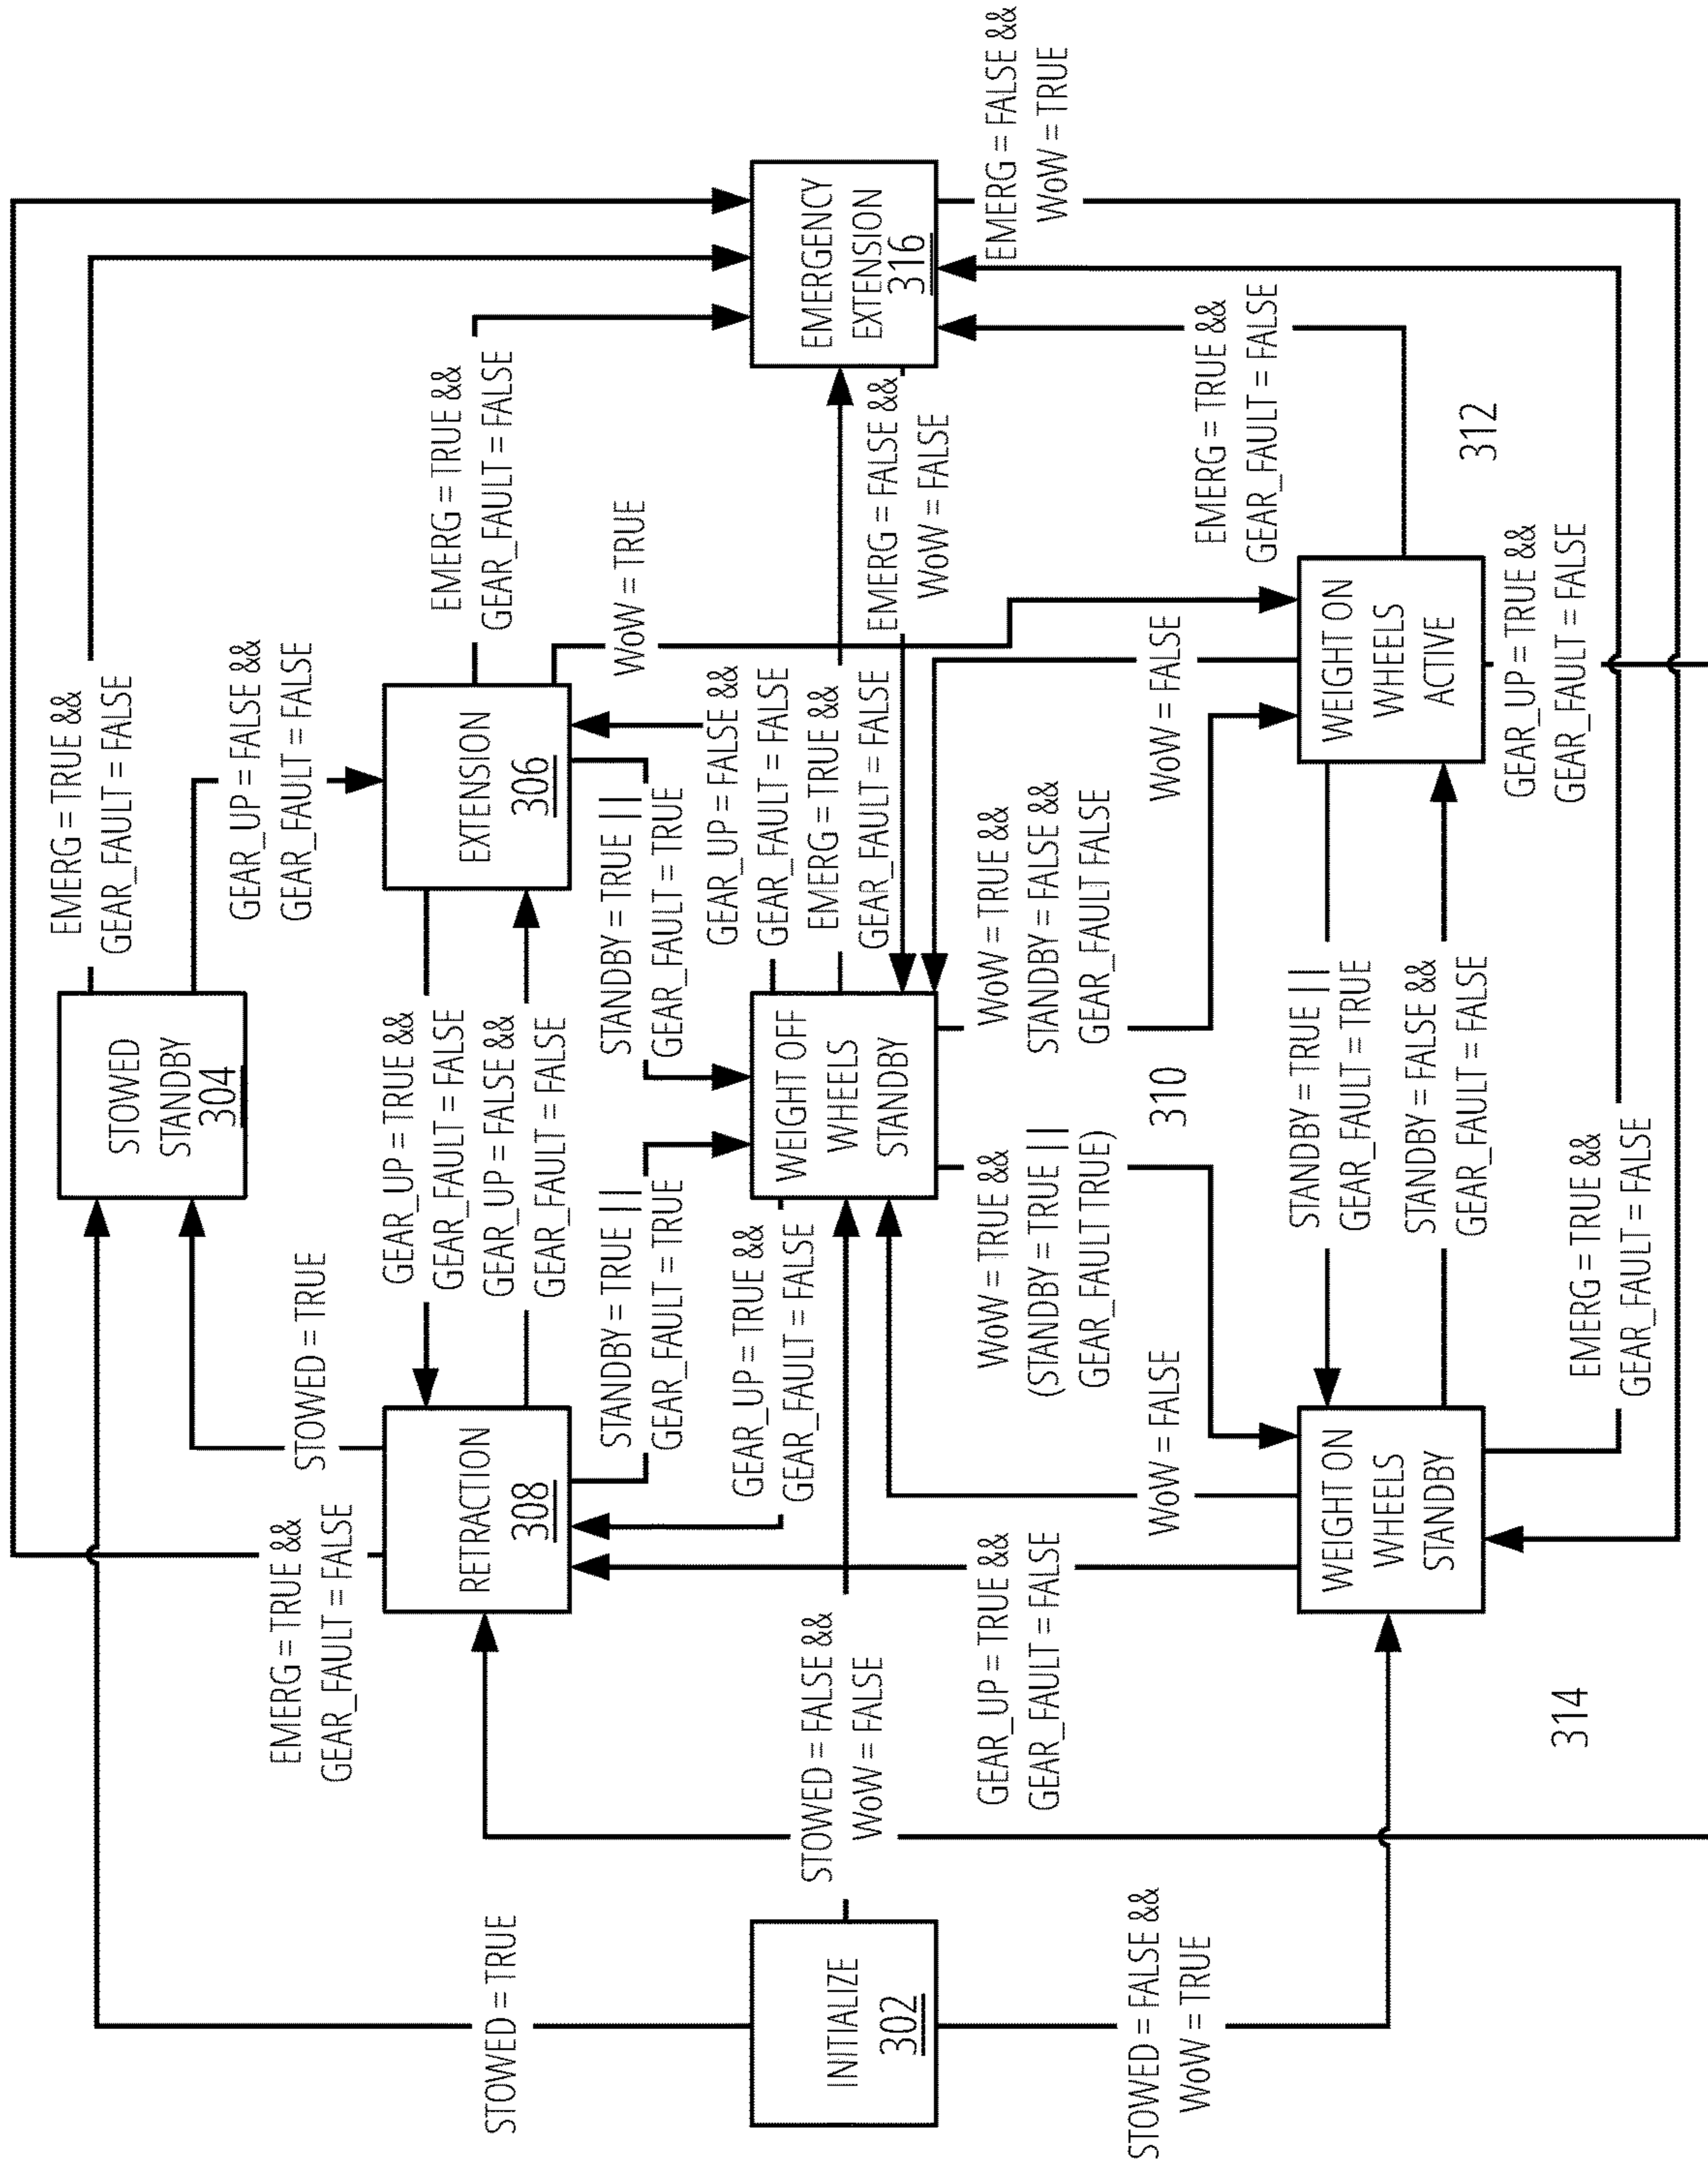 STOWED = TRUE
INITIALIZE
302
STOWED = FALSE &&
WoW = TRUE
STOWED = FALSE &&
WoW = FALSE
EMERG = TRUE &&
GEAR_FAULT = FALSE
STOWED = TRUE
RETRACTION
308
GEAR_UP = TRUE &&
GEAR_FAULT = FALSE
WEIGHT ON
WHEELS
STANDBY
314
STOWED
STANDBY
304
GEAR_UP = TRUE &&
GEAR_FAULT = FALSE
GEAR_UP = FALSE &&
GEAR_FAULT = FALSE
STANDBY = TRUE ||
GEAR_FAULT = TRUE
GEAR_UP = TRUE &&
GEAR_FAULT = FALSE
WoW = FALSE
WEIGHT OFF
WHEELS
STANDBY
310
WoW = TRUE &&
(STANDBY = TRUE ||
GEAR_FAULT TRUE)
WoW = TRUE &&
STANDBY = FALSE &&
GEAR_FAULT FALSE
STANDBY = TRUE ||
GEAR_FAULT = TRUE
STANDBY = FALSE &&
GEAR_FAULT = FALSE
EMERG = TRUE &&
GEAR_FAULT = FALSE
EMERG = TRUE &&
GEAR_FAULT = FALSE
GEAR_UP = FALSE &&
GEAR_FAULT = FALSE
EXTENSION
306
STANDBY = TRUE ||
GEAR_FAULT = TRUE
GEAR_UP = FALSE &&
GEAR_FAULT = FALSE
EMERG = TRUE &&
GEAR_FAULT = FALSE
WoW = FALSE
WEIGHT ON
WHEELS
ACTIVE
312
GEAR_UP = TRUE &&
GEAR_FAULT = FALSE
EMERG = TRUE &&
GEAR_FAULT = FALSE
WoW = TRUE
EMERG = FALSE &&
WoW = FALSE
EMERG = TRUE &&
GEAR_FAULT = FALSE
EMERGENCY
EXTENSION
316
EMERG = FALSE &&
WoW = TRUE